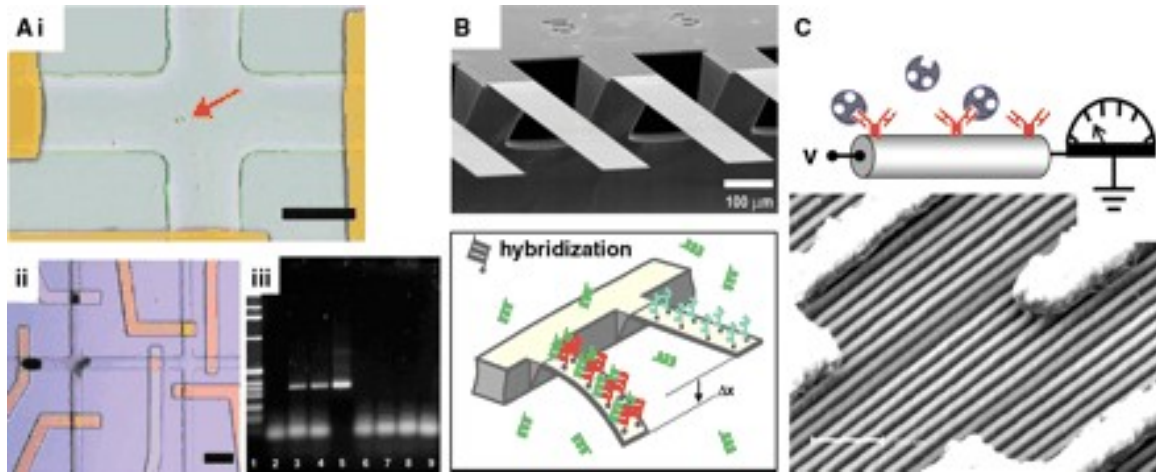 A i
B
100 μm
C
V
ii
iii
1 2 3 4 5 6 7 8 9
hybridization
Δx